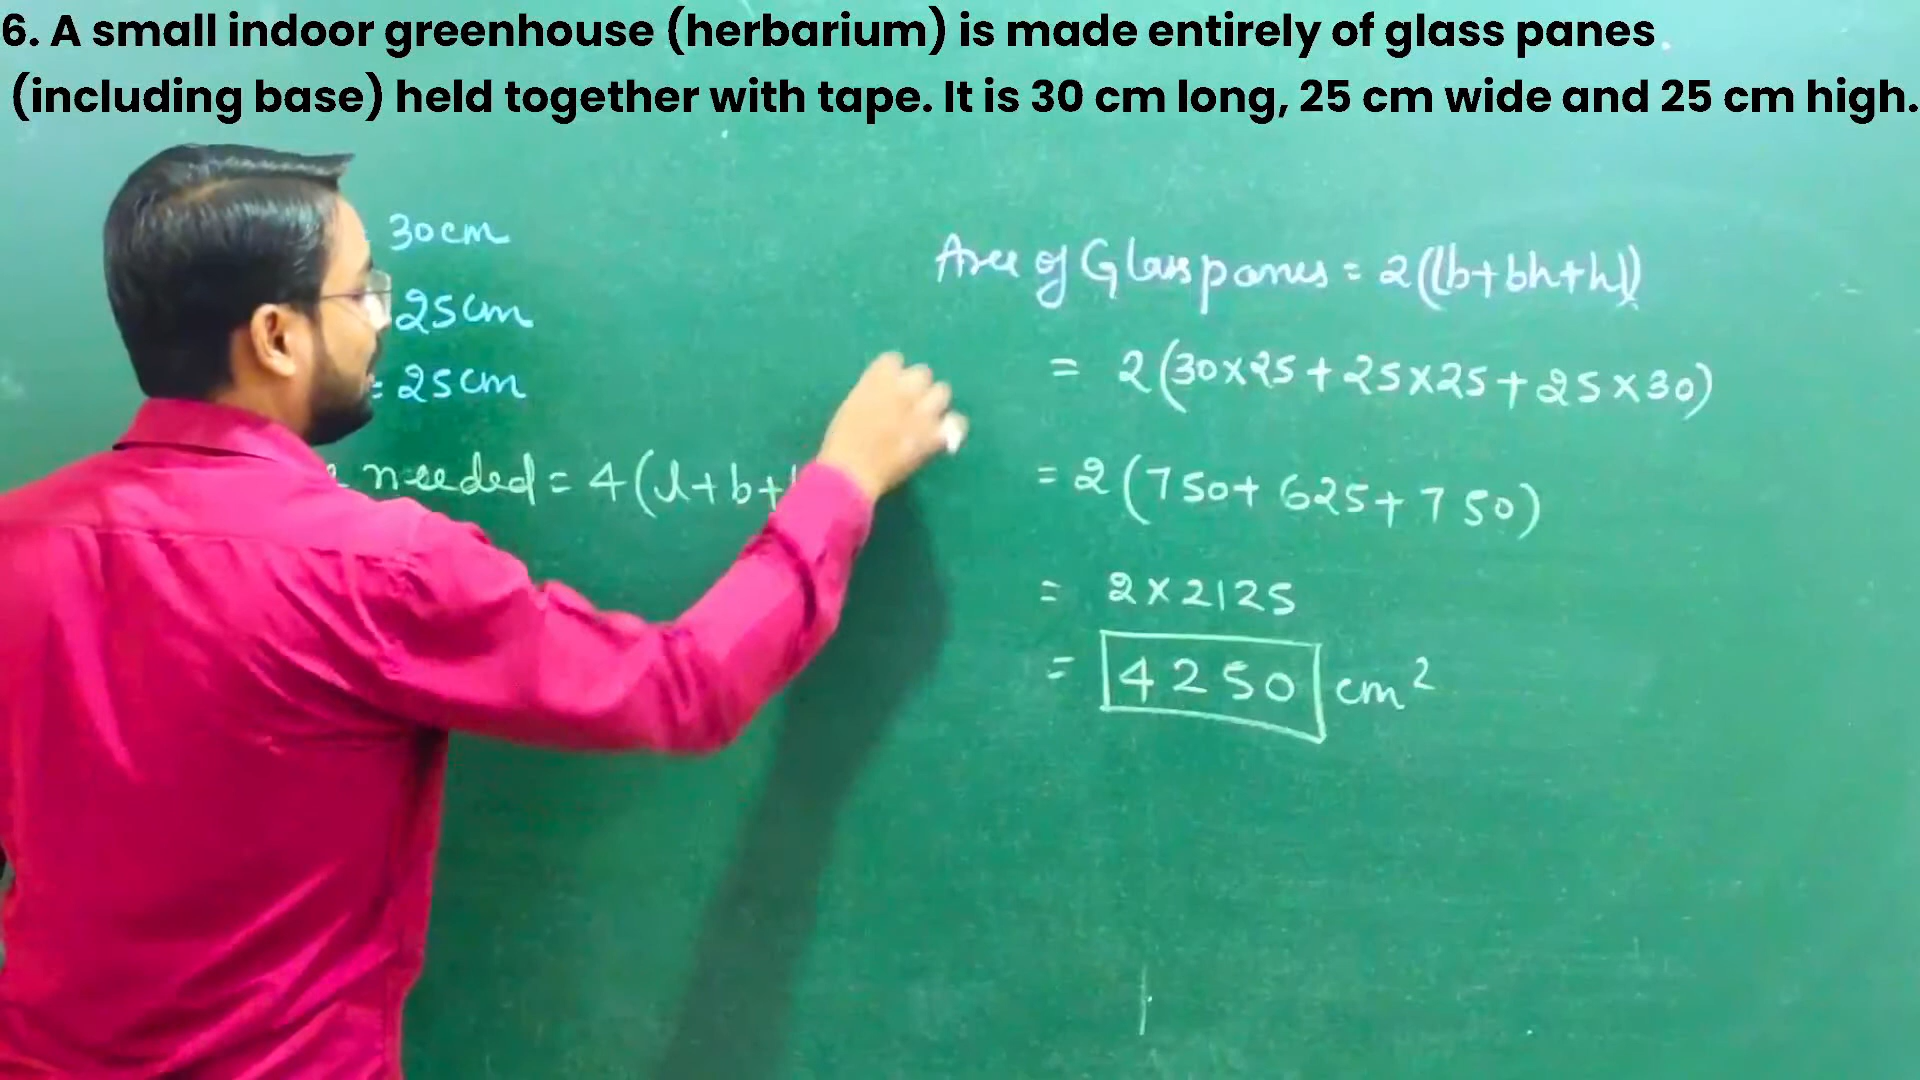 6. A small indoor greenhouse (herbarium) is made entirely of glass panes
(including base) held together with tape. It is 30 cm long, 25 cm wide and 25 cm high.
30cm
25cm
= 25cm
needed = 4(l+b+
Area of Glass panes = 2(lb+bh+hl)
= 2(30×25+25×25+25×30)
= 2(750+625+750)
= 2×2125
= 4250 cm²